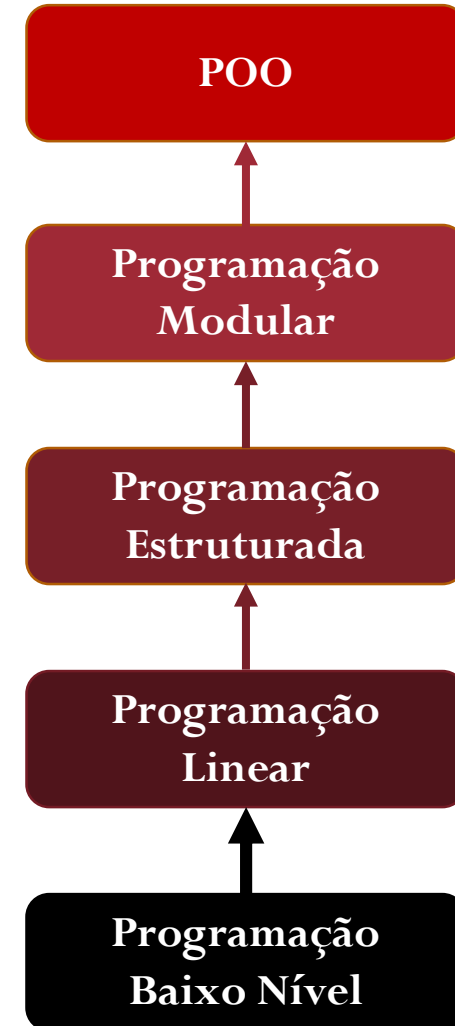 POO
Programação
Modular
Programação
Estruturada
Programação
Linear
Programação
Baixo Nível